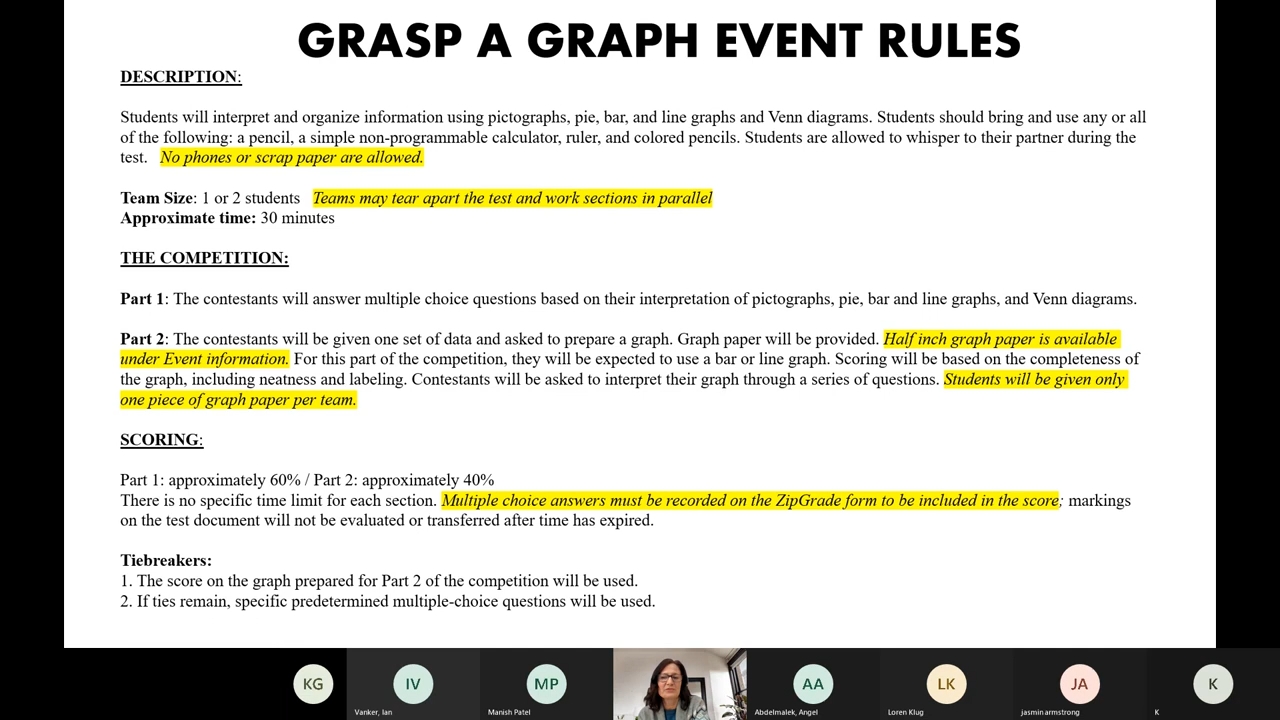 GRASP A GRAPH EVENT RULES
DESCRIPTION:
Students will interpret and organize information using pictographs, pie, bar, and line graphs and Venn diagrams. Students should bring and use any or all
of the following: a pencil, a simple non-programmable calculator, ruler, and colored pencils. Students are allowed to whisper to their partner during the
test. No phones or scrap paper are allowed.
Team Size: 1 or 2 students Teams may tear apart the test and work sections in parallel
Approximate time: 30 minutes
THE COMPETITION:
Part 1: The contestants will answer multiple choice questions based on their interpretation of pictographs, pie, bar and line graphs, and Venn diagrams.
Part 2: The contestants will be given one set of data and asked to prepare a graph. Graph paper will be provided. Half inch graph paper is available
under Event information. For this part of the competition, they will be expected to use a bar or line graph. Scoring will be based on the completeness of
the graph, including neatness and labeling. Contestants will be asked to interpret their graph through a series of questions. Students will be given only
one piece of graph paper per team.
SCORING:
Part 1: approximately 60% / Part 2: approximately 40%
There is no specific time limit for each section. Multiple choice answers must be recorded on the ZipGrade form to be included in the score; markings
on the test document will not be evaluated or transferred after time has expired.
Tiebreakers:
1. The score on the graph prepared for Part 2 of the competition will be used.
2. If ties remain, specific predetermined multiple-choice questions will be used.
KG IV MP AA LK JA K
Vanker, Ian Manish Patel Abdelmalek, Angel Loren Klug jasmin armstrong K